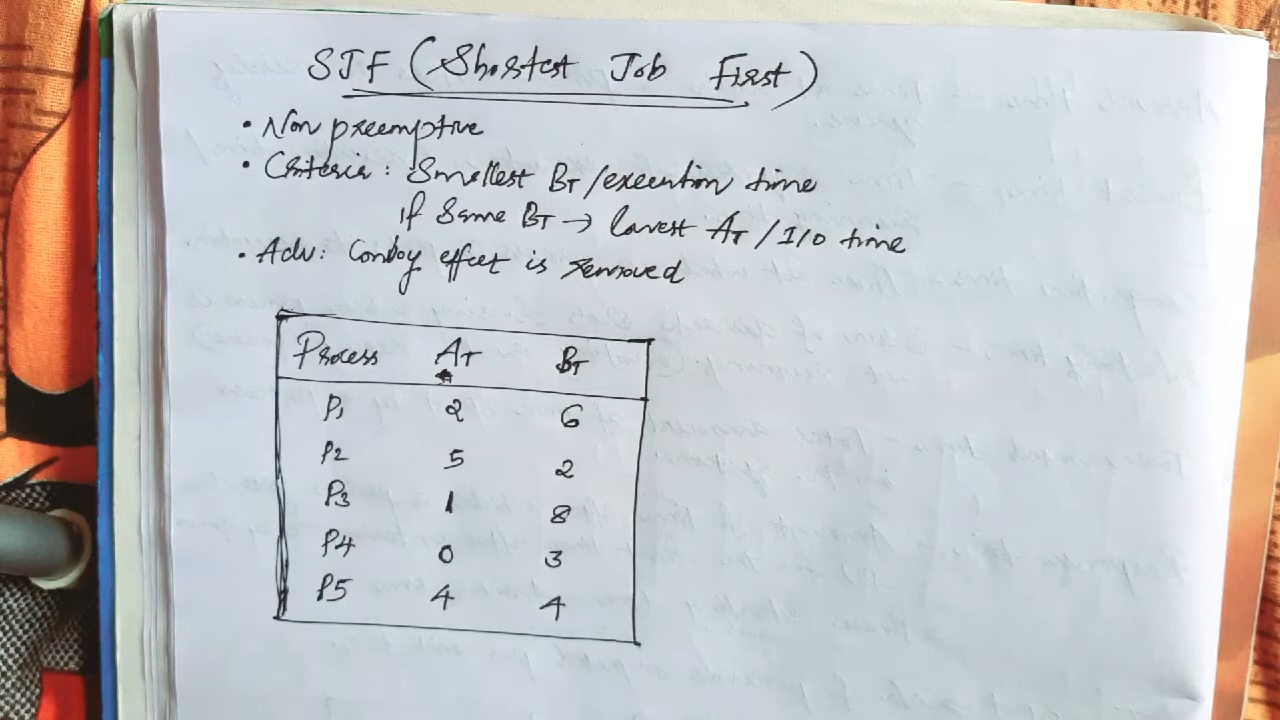 SJF (Shortest Job First)
• Non preemptive
• Criteria: Smallest BT/execution time
if Same BT → lowest AT/I/O time
• Adv: Convoy effect is removed
Process AT BT
P1 2 6
P2 5 2
P3 1 8
P4 0 3
P5 4 4